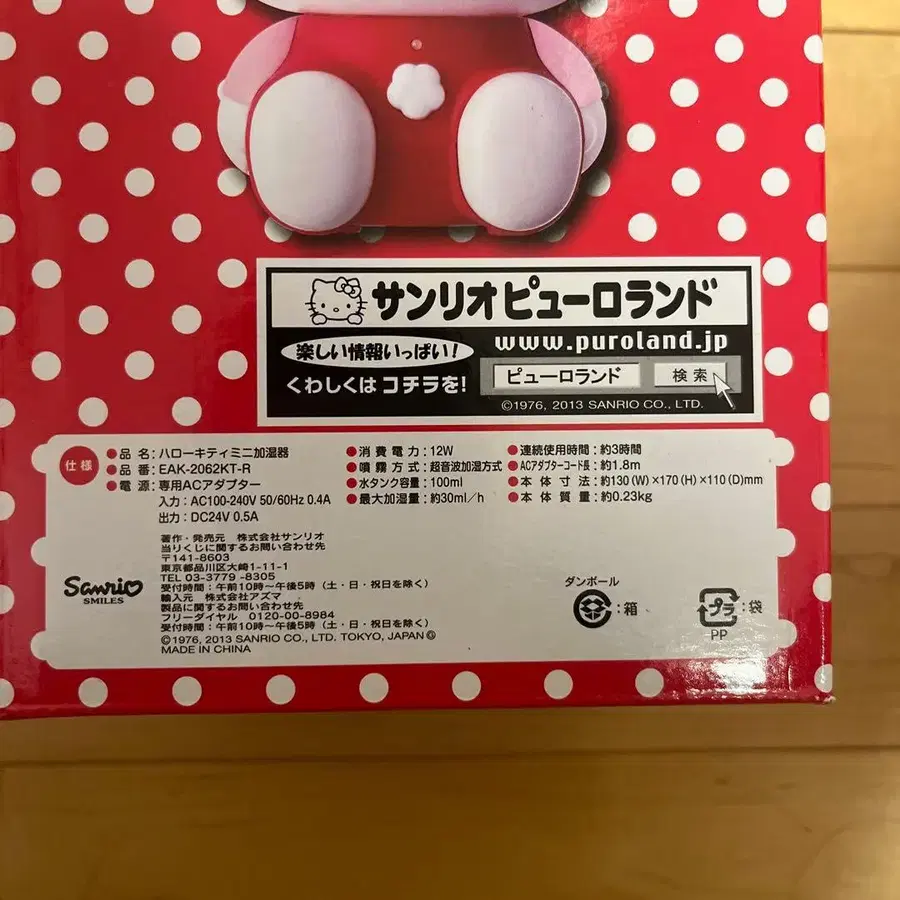 サンリオピューロランド
楽しい情報いっぱい!
くわしくは コチラを!
www.puroland.jp
ピューロランド 検索
©1976, 2013 SANRIO CO., LTD.
仕様
●品名:ハローキティミニ加湿器
●品番:EAK-2062KT-R
●電源:専用ACアダプター
入力:AC100-240V 50/60Hz 0.4A
出力:DC24V 0.5A
●消費電力:12W
●噴霧方式:超音波加湿方式
●水タンク容量:100ml
●最大加湿量:約30ml/h
●連続使用時間:約3時間
●ACアダプターコード長:約1.8m
●本体寸法:約130(W)×170(H)×110(D)mm
●本体質量:約0.23kg
Sanrio
SMILES
著作・発売元 株式会社サンリオ
当りくじに関するお問い合わせ先
〒141-8603
東京都品川区大崎1-11-1
TEL 03-3779-8305
受付時間:午前10時〜午後5時(土・日・祝日を除く)
輸入元 株式会社アズマ
製品に関するお問い合わせ先
フリーダイヤル 0120-00-8984
受付時間:午前10時〜午後5時(土・日・祝日を除く)
©1976, 2013 SANRIO CO., LTD. TOKYO, JAPAN Ⓖ
MADE IN CHINA
ダンボール
:箱
プラ:袋
PP